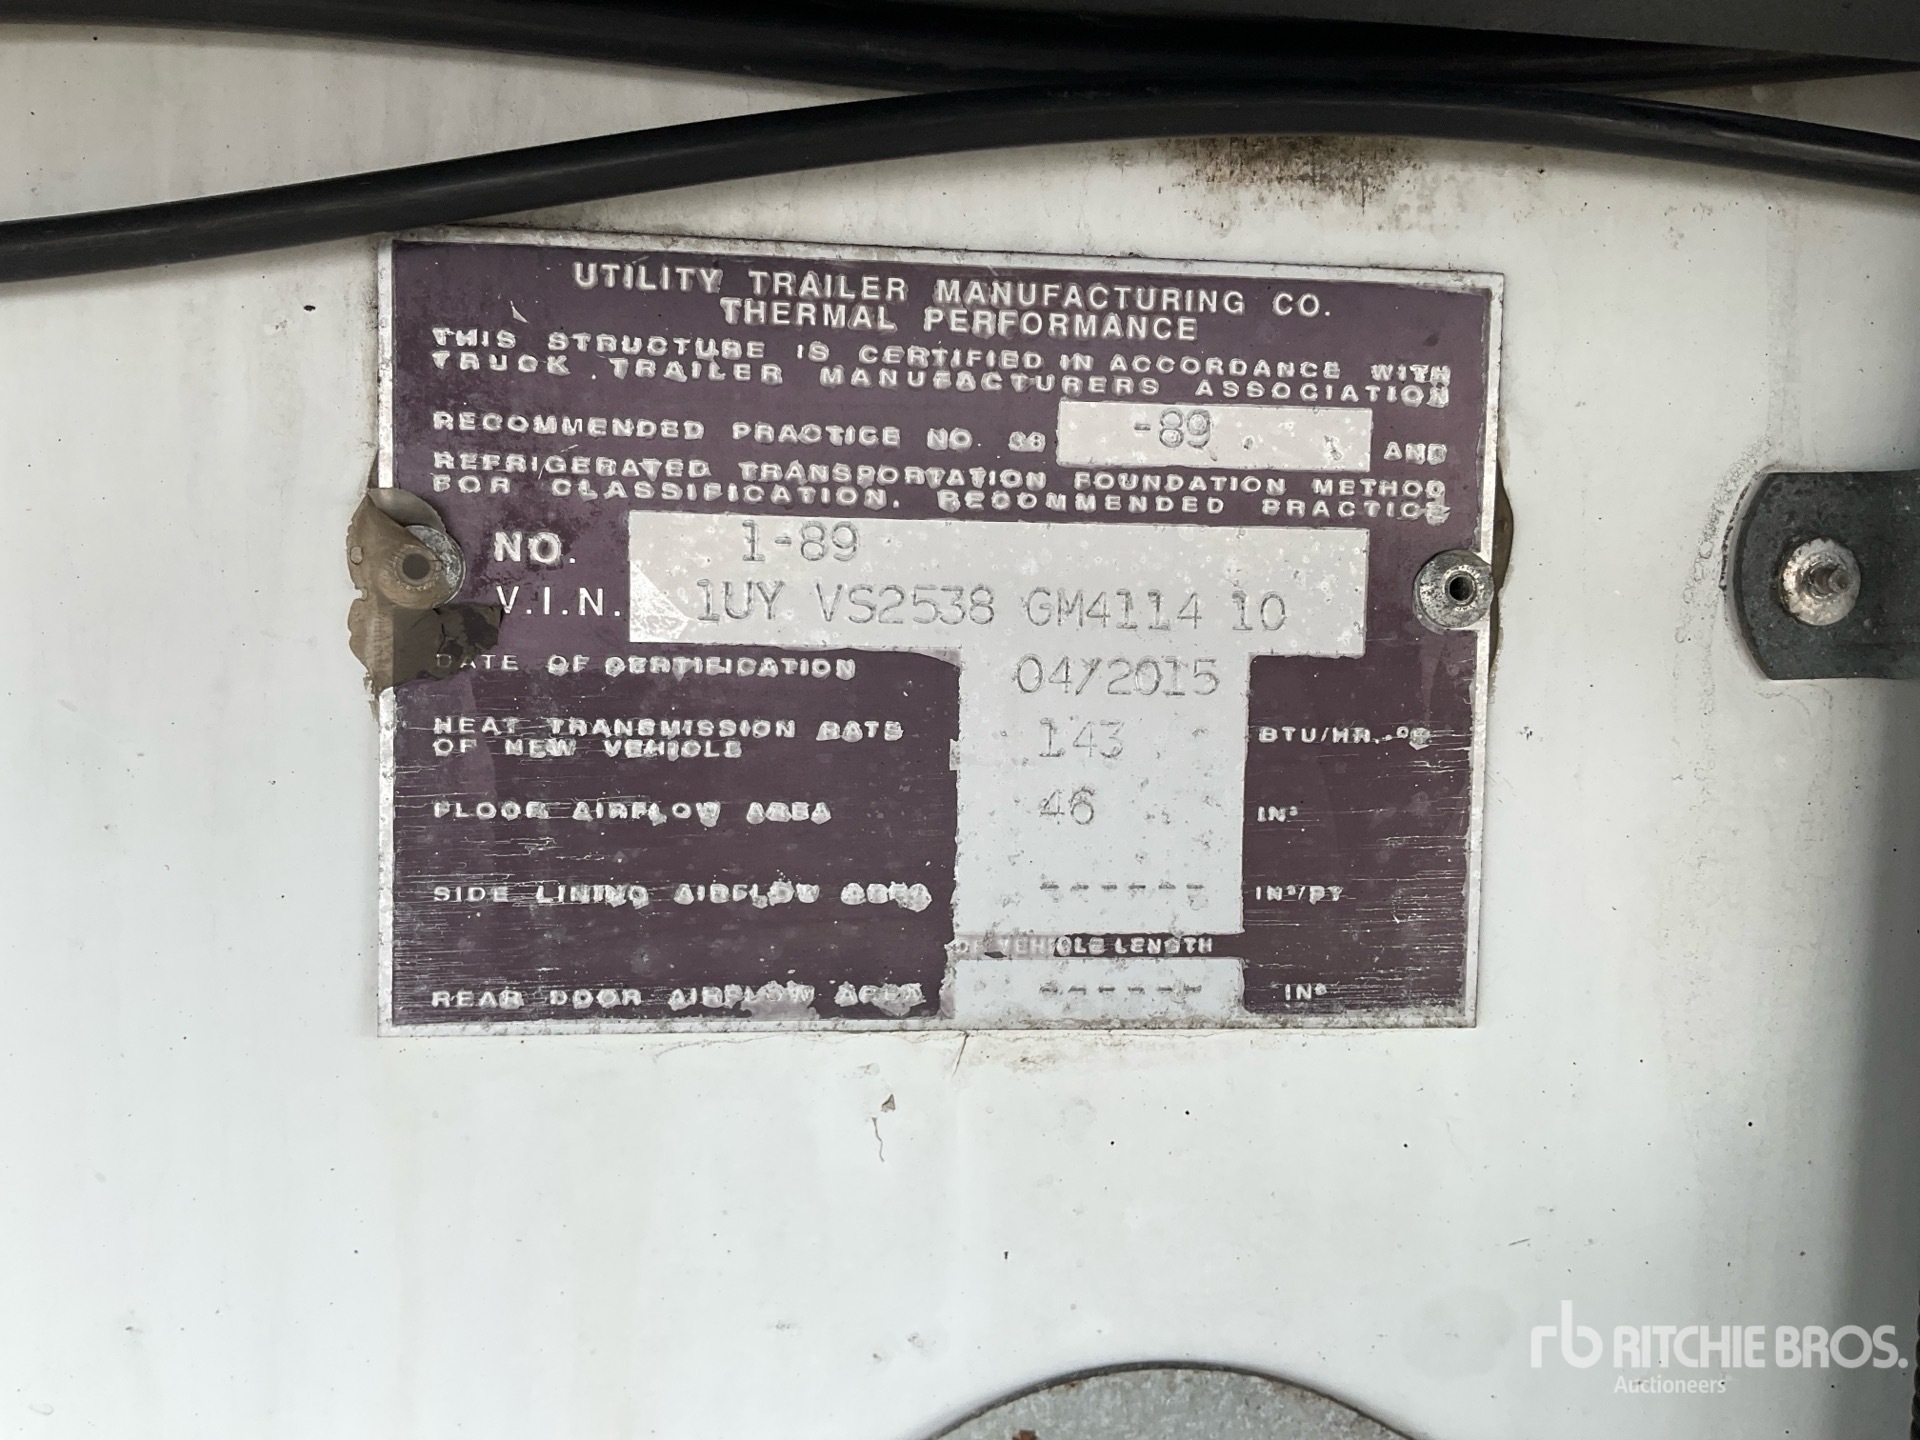 UTILITY TRAILER MANUFACTURING CO.
THERMAL PERFORMANCE
THIS STRUCTURE IS CERTIFIED IN ACCORDANCE WITH
TRUCK TRAILER MANUFACTURERS ASSOCIATION
RECOMMENDED PRACTICE NO. 38 -89 AND
REFRIGERATED TRANSPORTATION FOUNDATION METHOD
FOR CLASSIFICATION, RECOMMENDED PRACTICE
NO. 1-89
V.I.N. 1UY VS2538 GM4114 10
DATE OF CERTIFICATION 04/2015
HEAT TRANSMISSION RATE
OF NEW VEHICLE 143 BTU/HR.-°F
FLOOR AIRFLOW AREA 46 IN²
SIDE LINING AIRFLOW AREA ------ IN²/FT
OF VEHICLE LENGTH
REAR DOOR AIRFLOW AREA ------ IN²
rb RITCHIE BROS.
Auctioneers